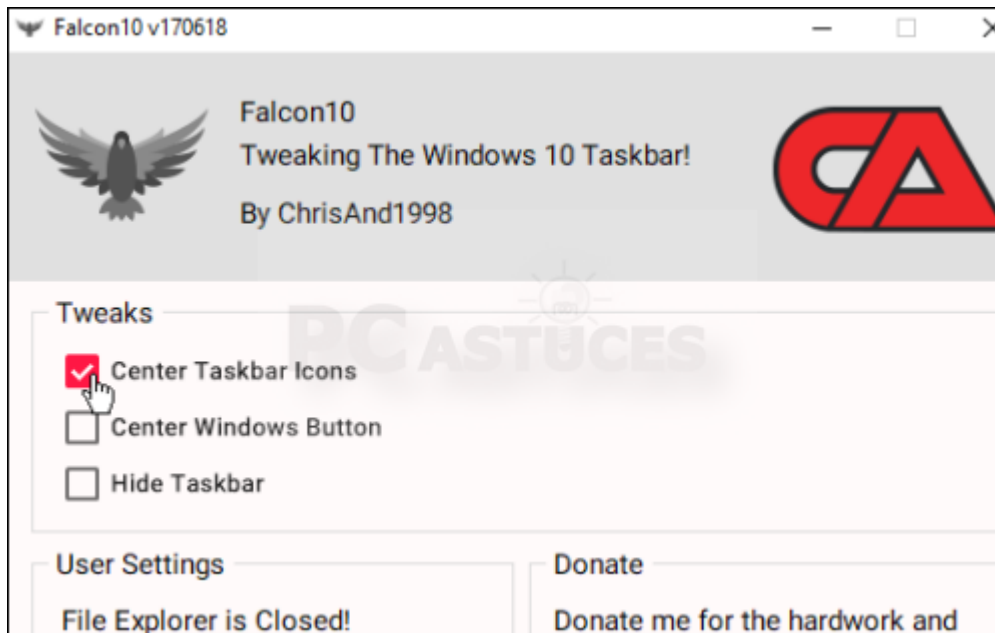 Falcon10 v170618
Falcon10
Tweaking The Windows 10 Taskbar!
By ChrisAnd1998
CA
PC ASTUCES
Tweaks
Center Taskbar Icons
Center Windows Button
Hide Taskbar
User Settings
File Explorer is Closed!
Donate
Donate me for the hardwork and